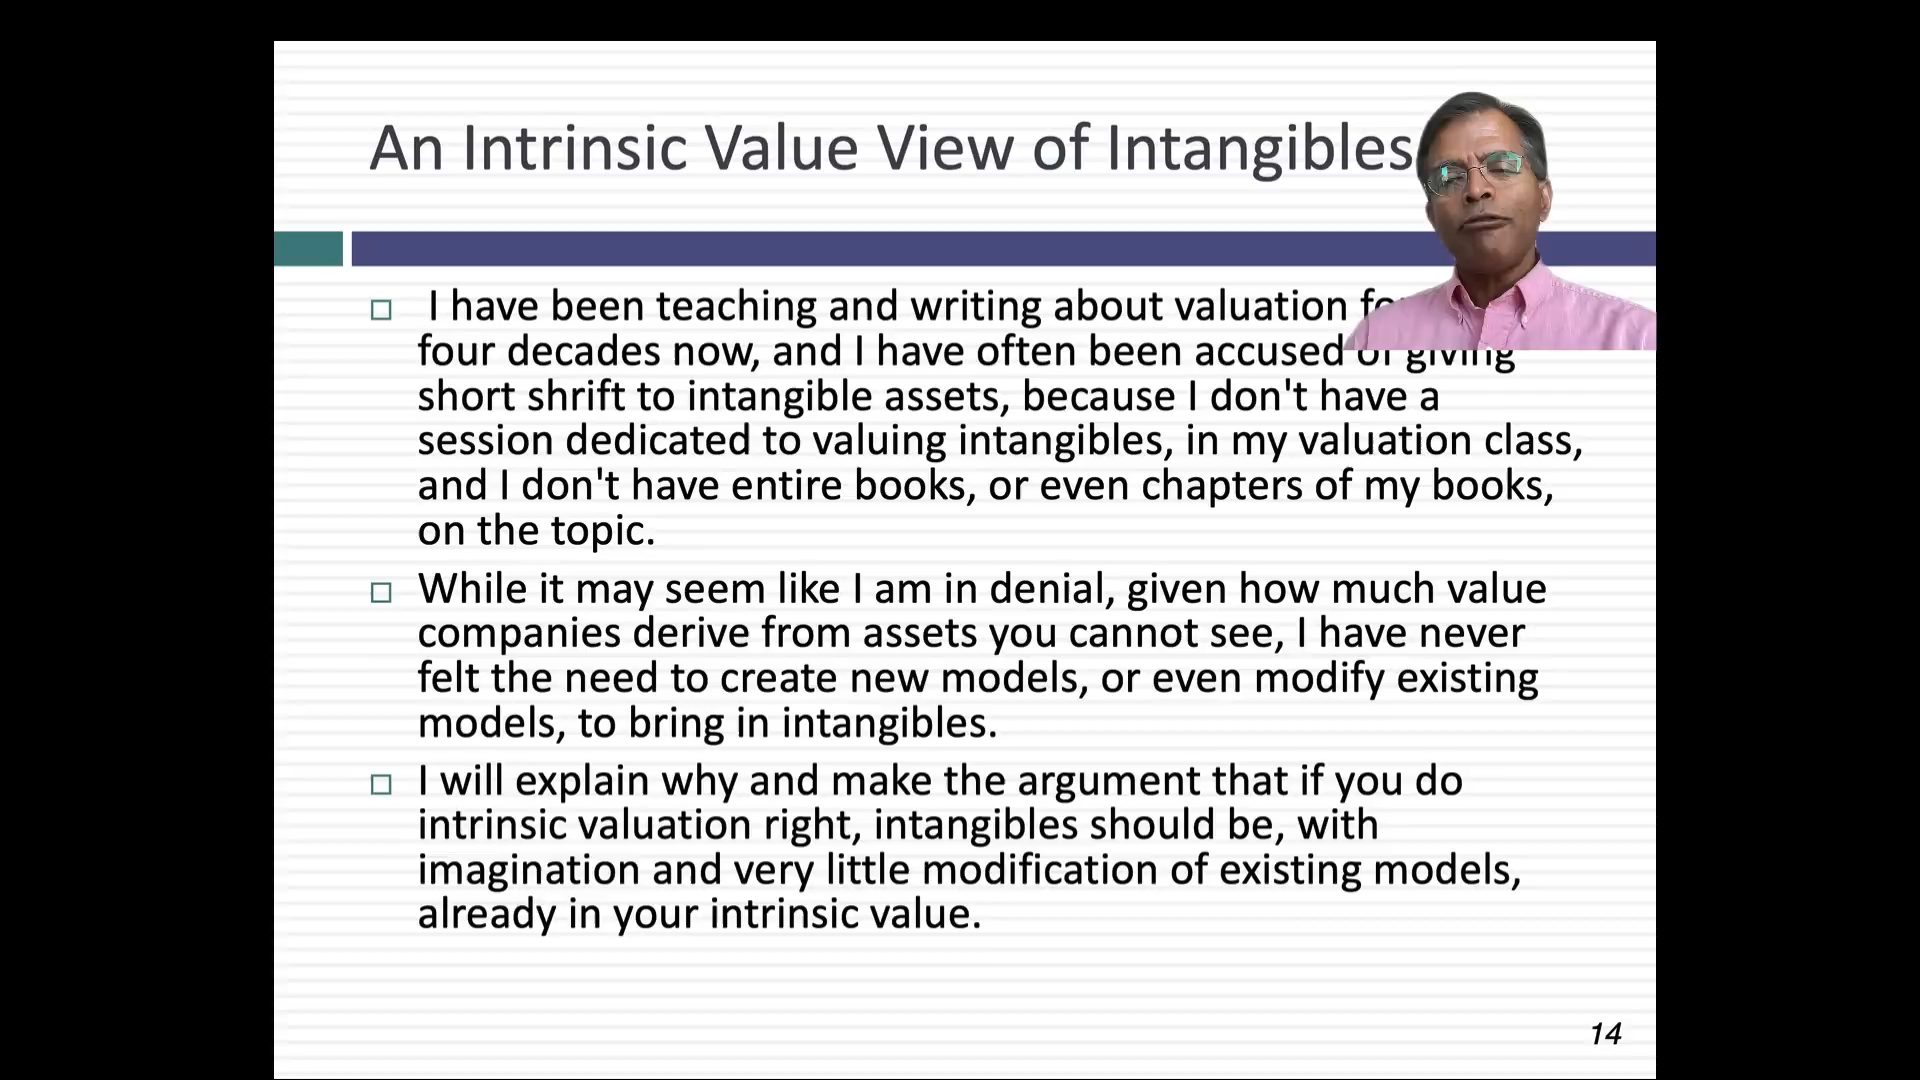 An Intrinsic Value View of Intangibles
I have been teaching and writing about valuation
four decades now, and I have often been accused of giving
short shrift to intangible assets, because I don't have a
session dedicated to valuing intangibles, in my valuation class,
and I don't have entire books, or even chapters of my books,
on the topic.
While it may seem like I am in denial, given how much value
companies derive from assets you cannot see, I have never
felt the need to create new models, or even modify existing
models, to bring in intangibles.
I will explain why and make the argument that if you do
intrinsic valuation right, intangibles should be, with
imagination and very little modification of existing models,
already in your intrinsic value.
14